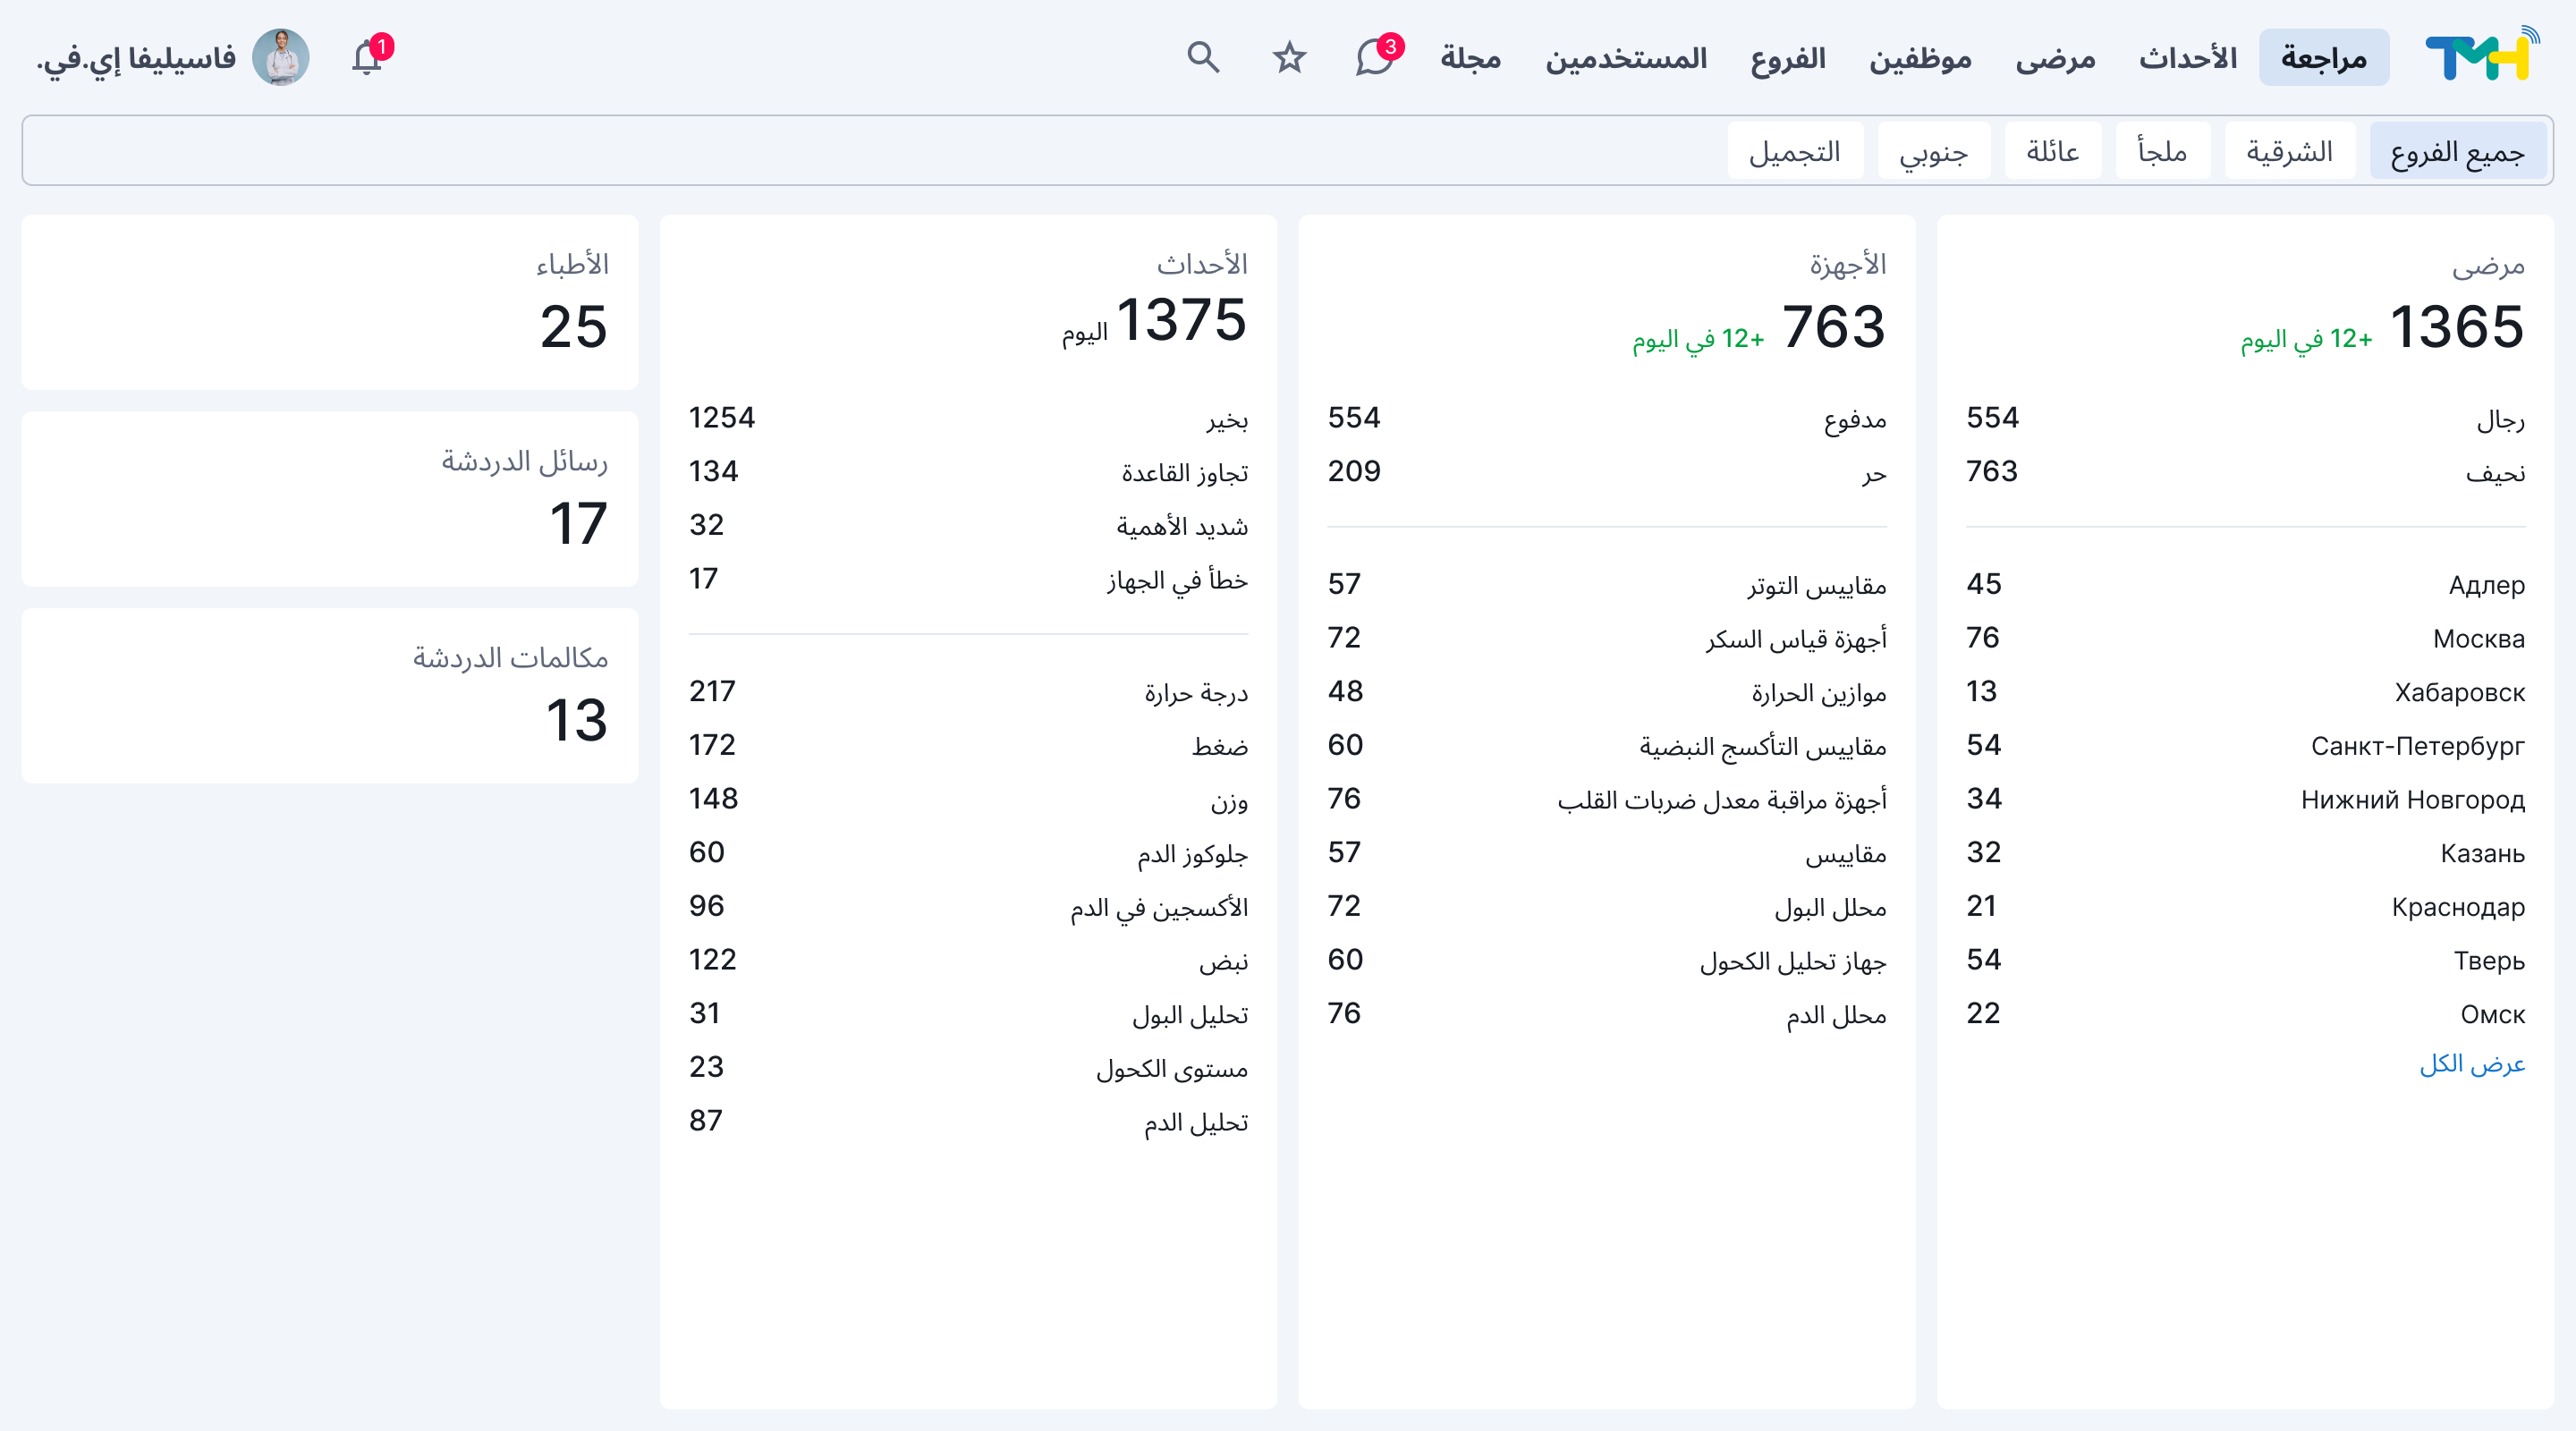 TMH
مراجعة
الأحداث
مرضى
موظفين
الفروع
المستخدمين
مجلة
3
1
فاسيليفا إي.في.
جميع الفروع
الشرقية
ملجأ
عائلة
جنوبي
التجميل
مرضى
1365 +12 في اليوم
رجال 554
نحيف 763
Адлер 45
Москва 76
Хабаровск 13
Санкт-Петербург 54
Нижний Новгород 34
Казань 32
Краснодар 21
Тверь 54
Омск 22
عرض الكل
الأجهزة
763 +12 في اليوم
مدفوع 554
حر 209
مقاييس التوتر 57
أجهزة قياس السكر 72
موازين الحرارة 48
مقاييس التأكسج النبضية 60
أجهزة مراقبة معدل ضربات القلب 76
مقاييس 57
محلل البول 72
جهاز تحليل الكحول 60
محلل الدم 76
الأحداث
1375 اليوم
بخير 1254
تجاوز القاعدة 134
شديد الأهمية 32
خطأ في الجهاز 17
درجة حرارة 217
ضغط 172
وزن 148
جلوكوز الدم 60
الأكسجين في الدم 96
نبض 122
تحليل البول 31
مستوى الكحول 23
تحليل الدم 87
الأطباء
25
رسائل الدردشة
17
مكالمات الدردشة
13